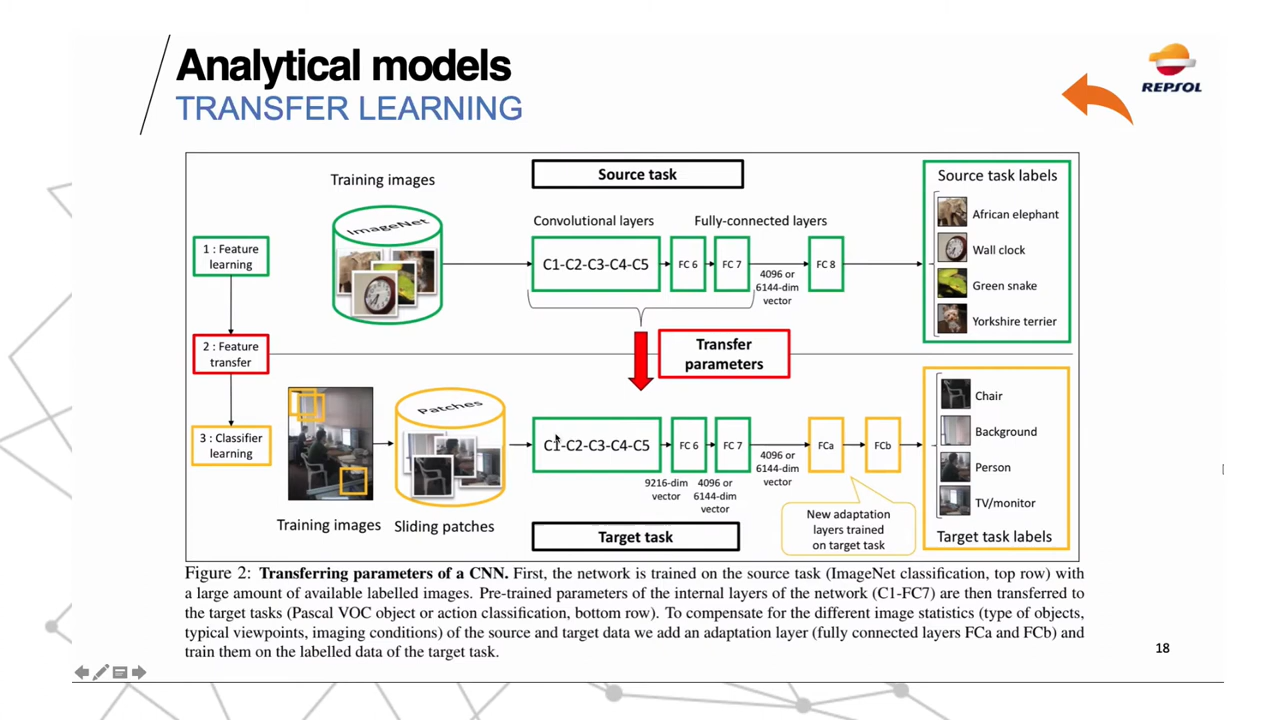 Analytical models
TRANSFER LEARNING
REPSOL
Training images
Source task
Source task labels
ImageNet
Convolutional layers
Fully-connected layers
African elephant
1 : Feature
learning
C1-C2-C3-C4-C5
FC 6
FC 7
4096 or
6144-dim
vector
FC 8
Wall clock
Green snake
Yorkshire terrier
2 : Feature
transfer
Transfer
parameters
3 : Classifier
learning
Patches
C1-C2-C3-C4-C5
FC 6
FC 7
FCa
FCb
Chair
Background
Person
TV/monitor
9216-dim
vector
4096 or
6144-dim
vector
4096 or
6144-dim
vector
Training images
Sliding patches
Target task
New adaptation
layers trained
on target task
Target task labels
Figure 2: Transferring parameters of a CNN. First, the network is trained on the source task (ImageNet classification, top row) with
a large amount of available labelled images. Pre-trained parameters of the internal layers of the network (C1-FC7) are then transferred to
the target tasks (Pascal VOC object or action classification, bottom row). To compensate for the different image statistics (type of objects,
typical viewpoints, imaging conditions) of the source and target data we add an adaptation layer (fully connected layers FCa and FCb) and
train them on the labelled data of the target task.
18